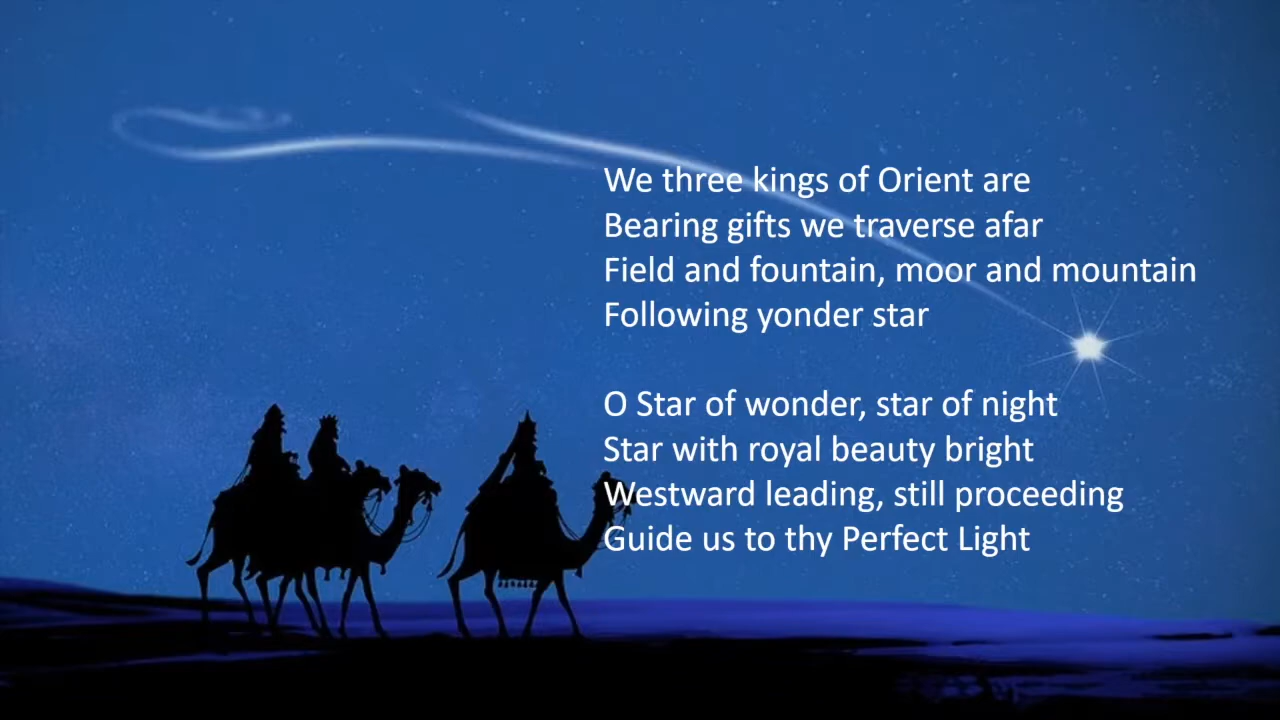 We three kings of Orient are
Bearing gifts we traverse afar
Field and fountain, moor and mountain
Following yonder star
O Star of wonder, star of night
Star with royal beauty bright
Westward leading, still proceeding
Guide us to thy Perfect Light